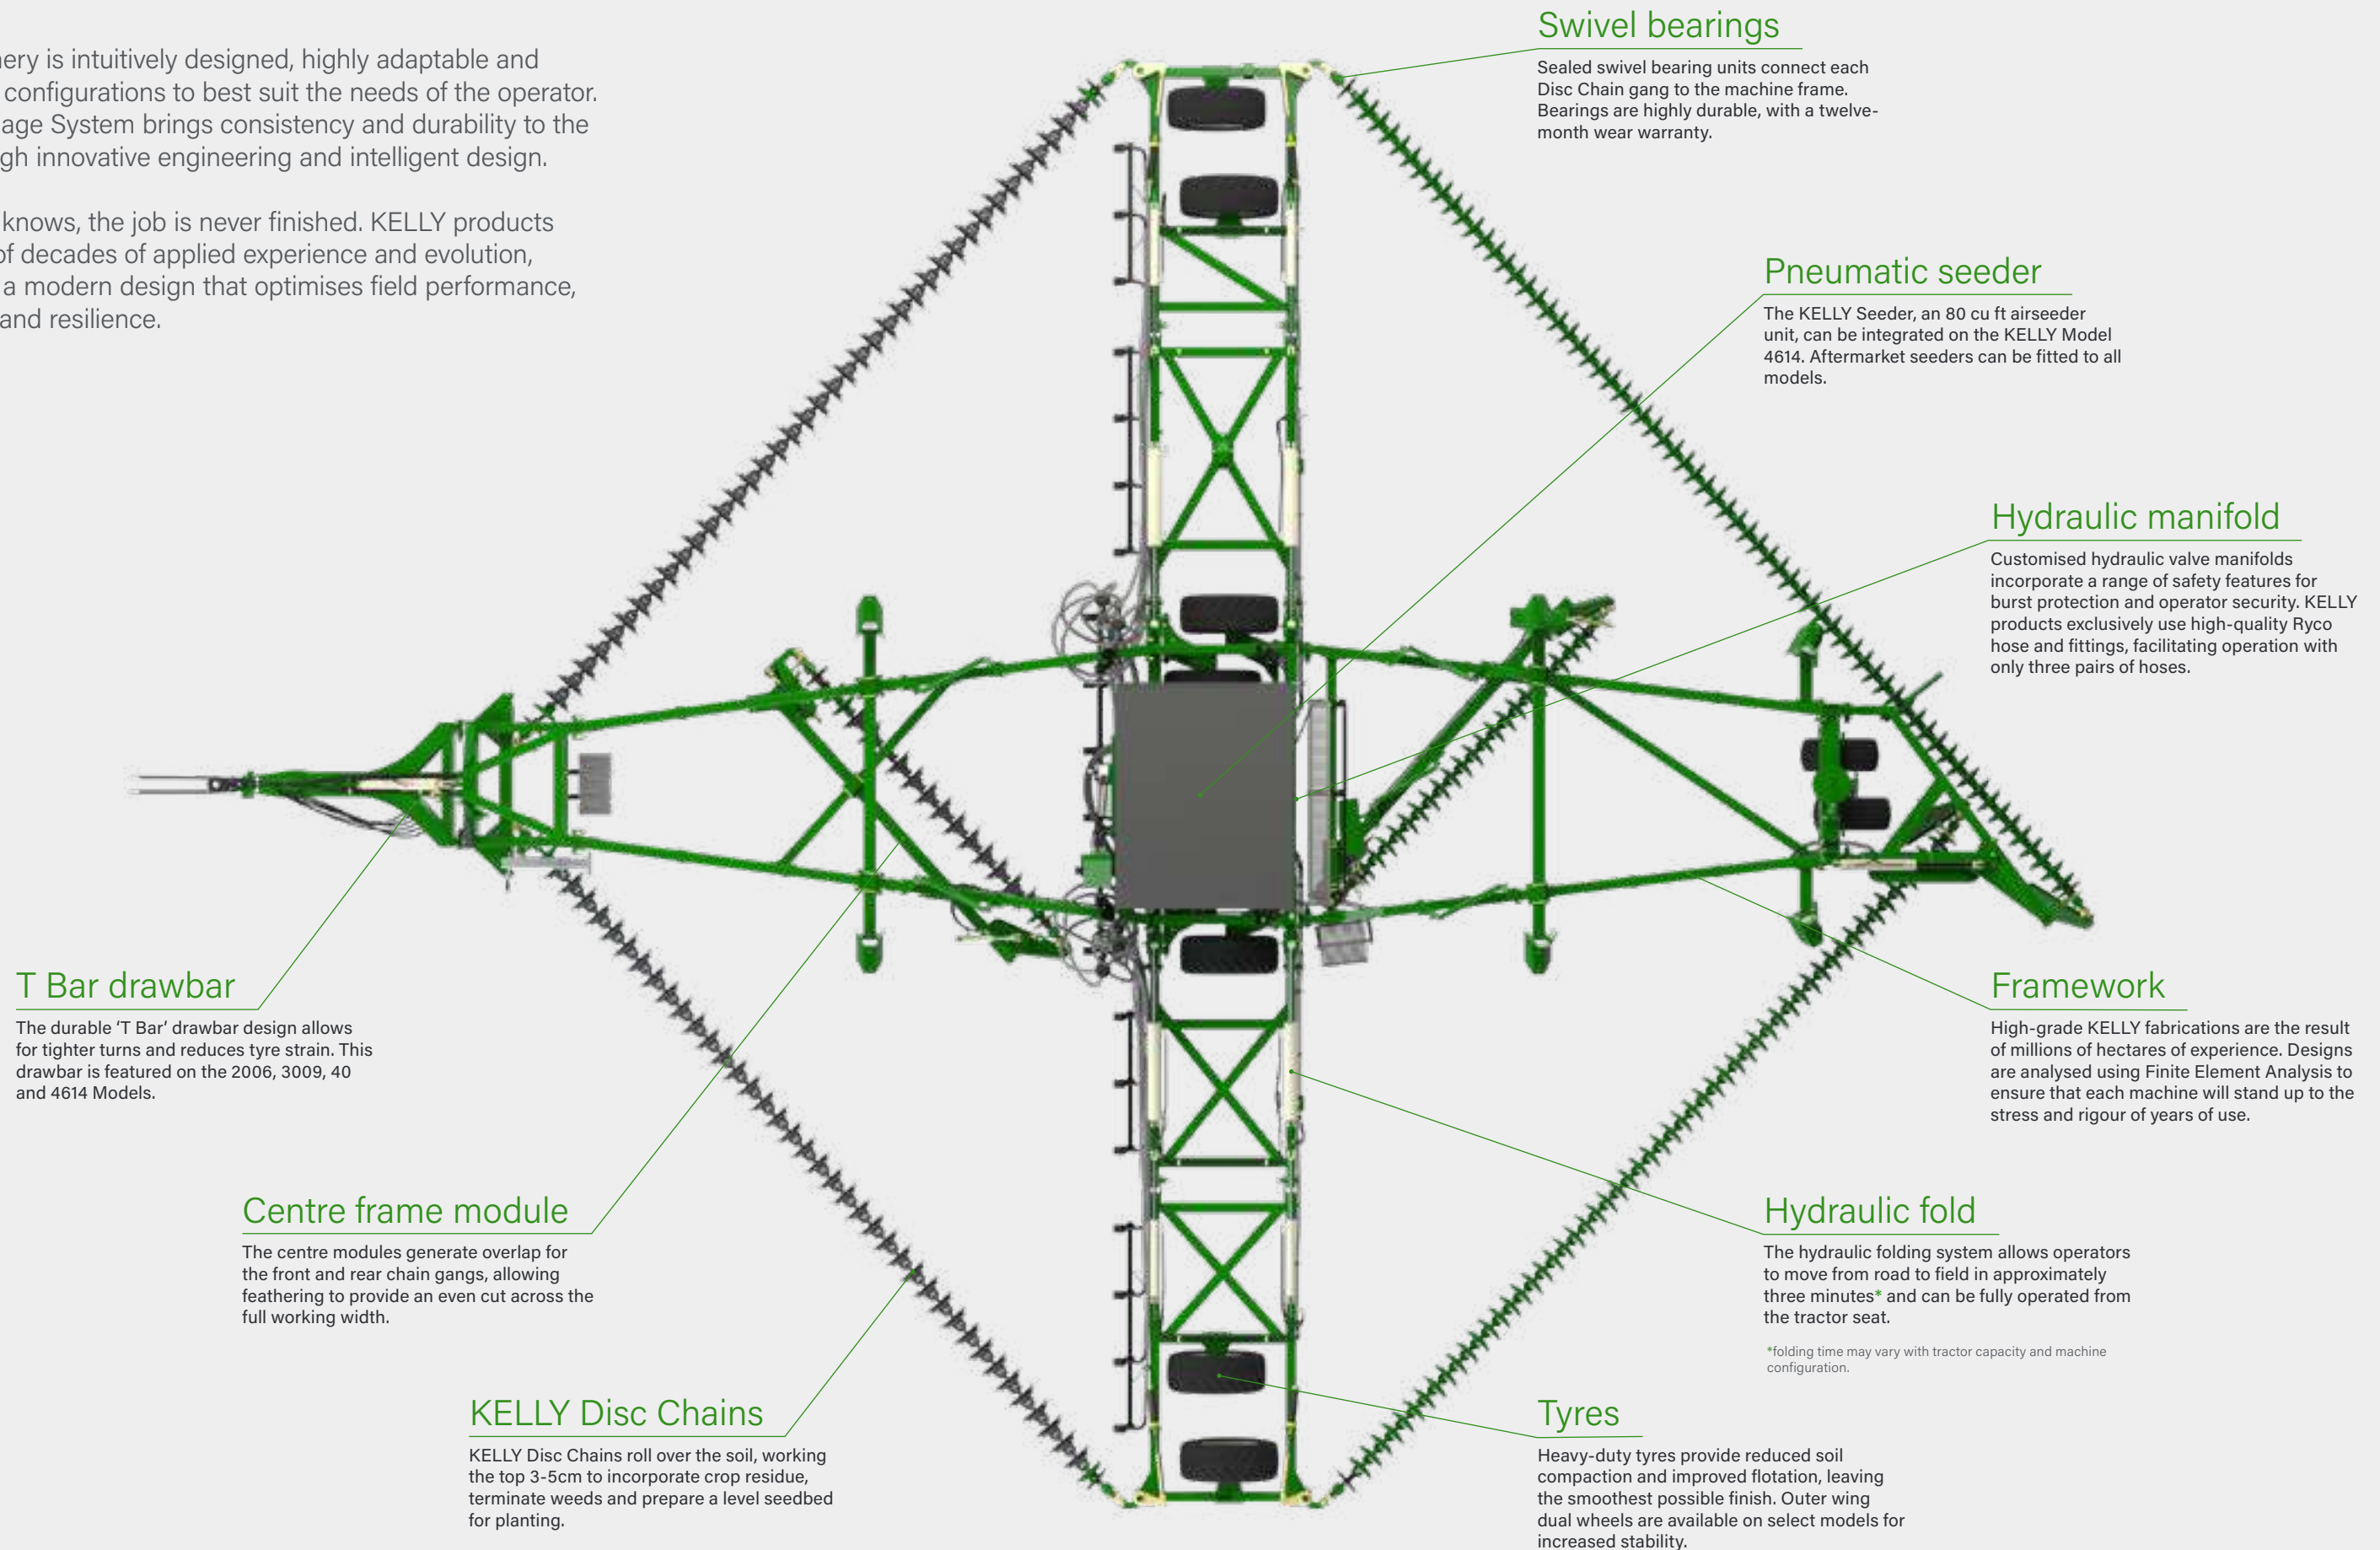 ery is intuitively designed, highly adaptable and
configurations to best suit the needs of the operator.
age System brings consistency and durability to the
gh innovative engineering and intelligent design.
knows, the job is never finished. KELLY products
of decades of applied experience and evolution,
a modern design that optimises field performance,
and resilience.
Swivel bearings
Sealed swivel bearing units connect each
Disc Chain gang to the machine frame.
Bearings are highly durable, with a twelve-
month wear warranty.
Pneumatic seeder
The KELLY Seeder, an 80 cu ft airseeder
unit, can be integrated on the KELLY Model
4614. Aftermarket seeders can be fitted to all
models.
Hydraulic manifold
Customised hydraulic valve manifolds
incorporate a range of safety features for
burst protection and operator security. KELLY
products exclusively use high-quality Ryco
hose and fittings, facilitating operation with
only three pairs of hoses.
T Bar drawbar
The durable ‘T Bar’ drawbar design allows
for tighter turns and reduces tyre strain. This
drawbar is featured on the 2006, 3009, 40
and 4614 Models.
Framework
High-grade KELLY fabrications are the result
of millions of hectares of experience. Designs
are analysed using Finite Element Analysis to
ensure that each machine will stand up to the
stress and rigour of years of use.
Centre frame module
The centre modules generate overlap for
the front and rear chain gangs, allowing
feathering to provide an even cut across the
full working width.
Hydraulic fold
The hydraulic folding system allows operators
to move from road to field in approximately
three minutes* and can be fully operated from
the tractor seat.
*folding time may vary with tractor capacity and machine
configuration.
KELLY Disc Chains
KELLY Disc Chains roll over the soil, working
the top 3-5cm to incorporate crop residue,
terminate weeds and prepare a level seedbed
for planting.
Tyres
Heavy-duty tyres provide reduced soil
compaction and improved flotation, leaving
the smoothest possible finish. Outer wing
dual wheels are available on select models for
increased stability.